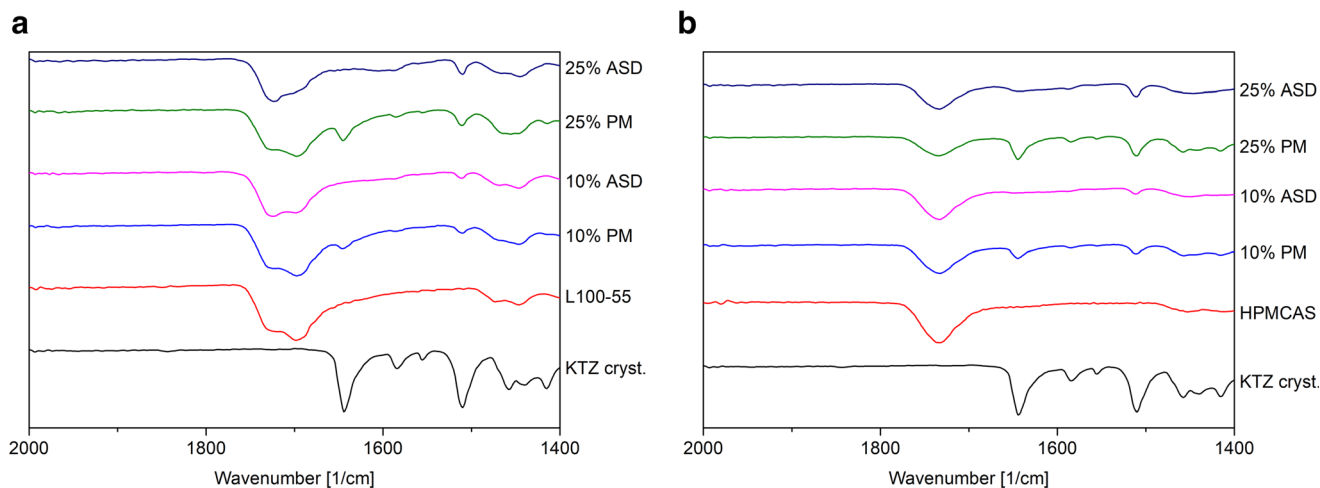 a
25% ASD
25% PM
10% ASD
10% PM
L100-55
KTZ cryst.
2000 1800 1600 1400
Wavenumber [1/cm]
b
25% ASD
25% PM
10% ASD
10% PM
HPMCAS
KTZ cryst.
2000 1800 1600 1400
Wavenumber [1/cm]